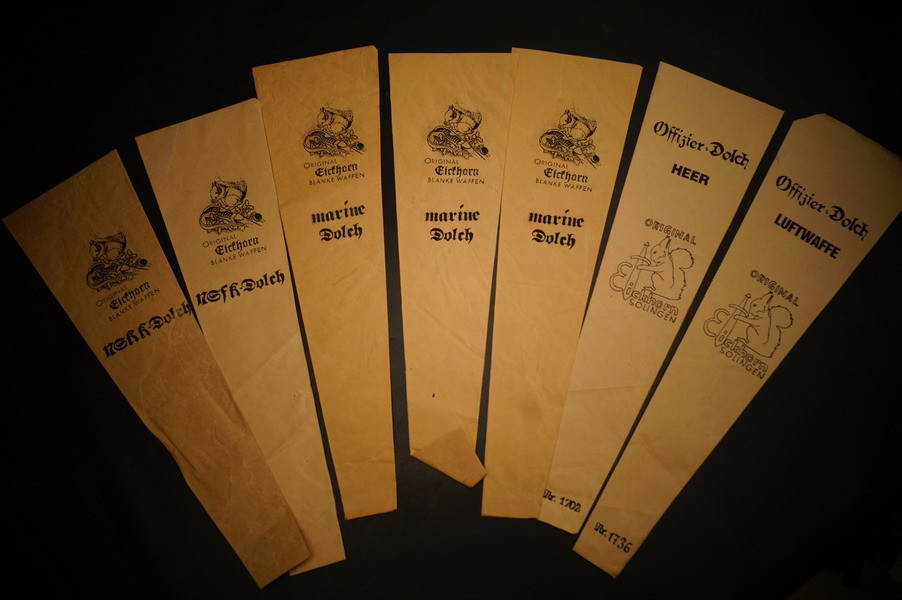 ORIGINAL
Eickhorn
BLANKE WAFFEN
NSKK-Dolch
ORIGINAL
Eickhorn
BLANKE WAFFEN
NSFK-Dolch
ORIGINAL
Eickhorn
BLANKE WAFFEN
marine
Dolch
ORIGINAL
Eickhorn
BLANKE WAFFEN
marine
Dolch
ORIGINAL
Eickhorn
BLANKE WAFFEN
marine
Dolch
Offizier-Dolch
HEER
ORIGINAL
Eickhorn
SOLINGEN
Nr. 1702
Offizier-Dolch
LUFTWAFFE
ORIGINAL
Eickhorn
SOLINGEN
Nr. 1736